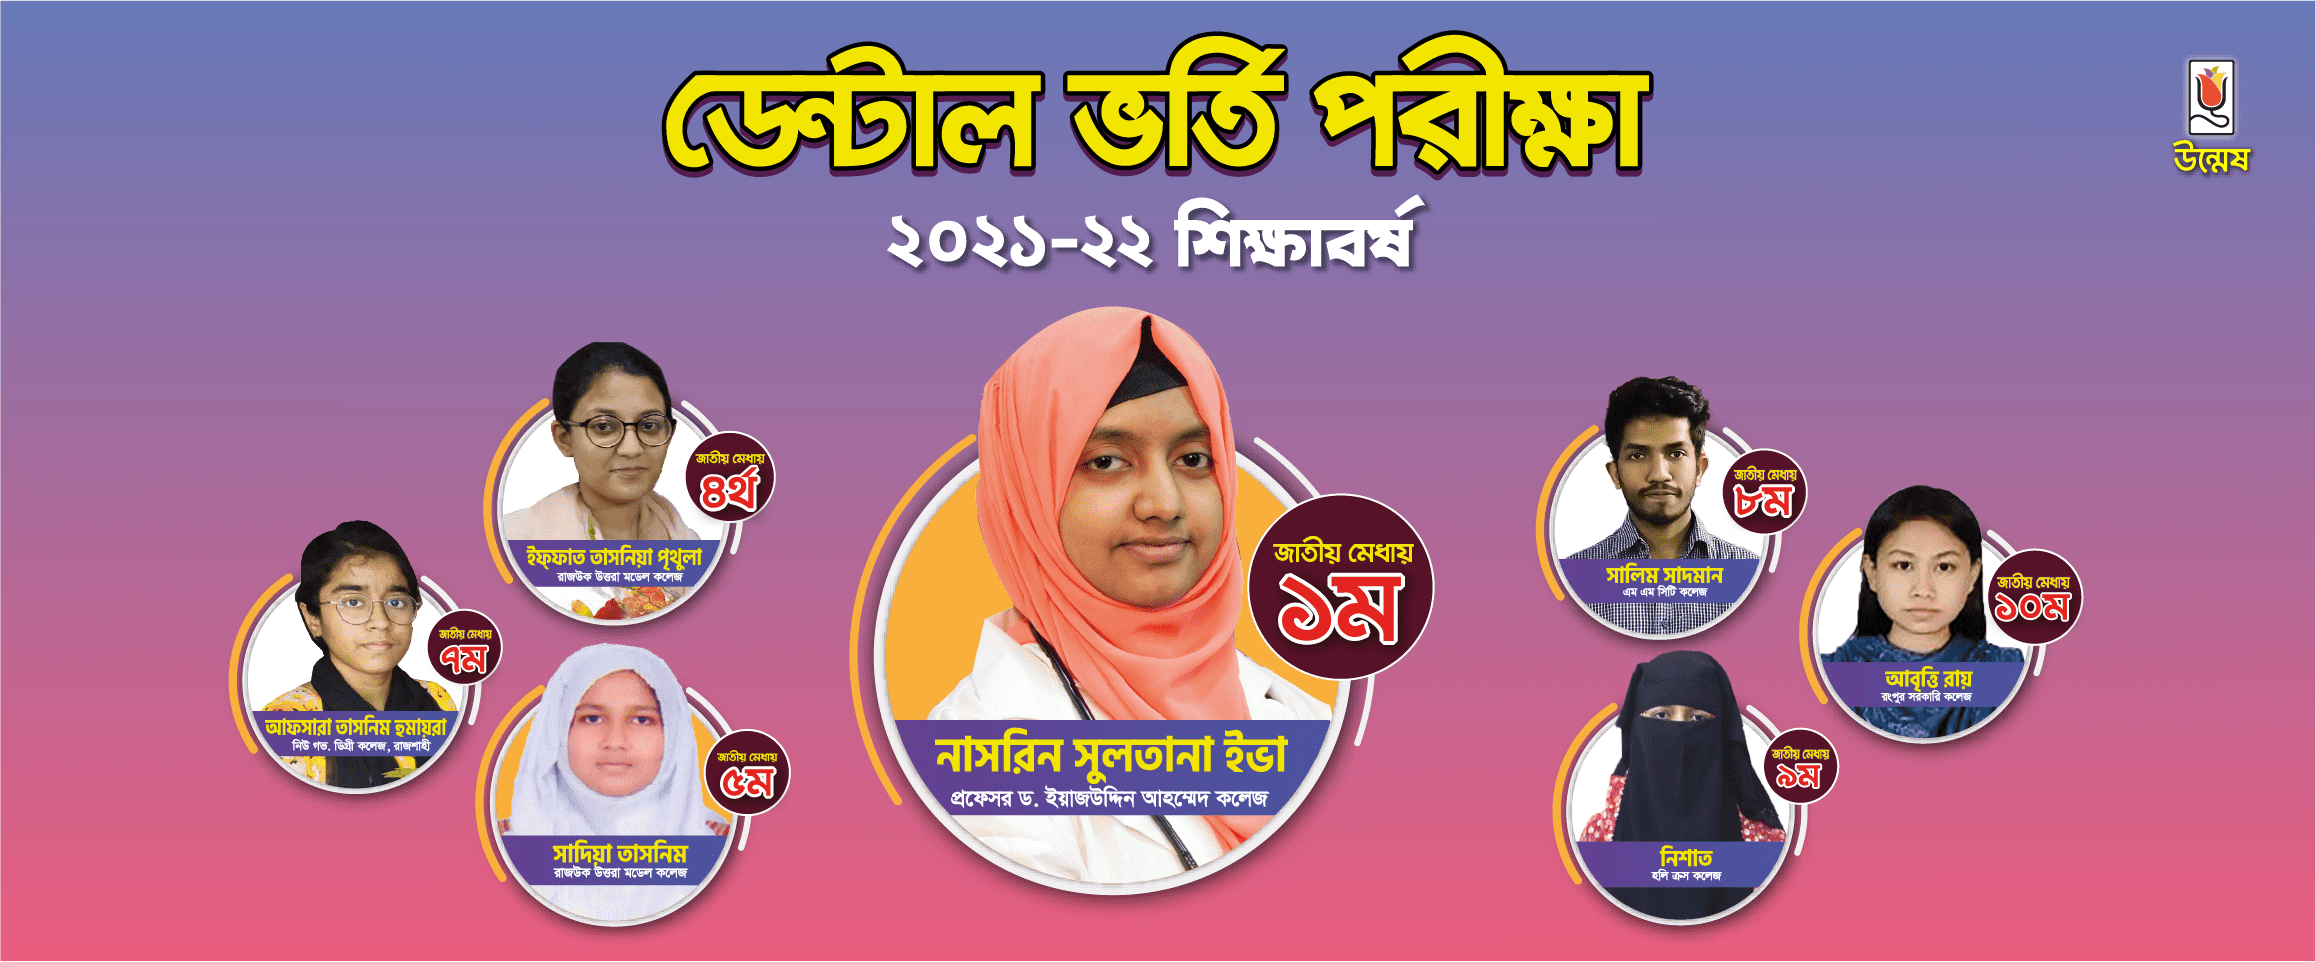 ডেন্টাল ভর্তি পরীক্ষা
২০২১-২২ শিক্ষাবর্ষ
উন্মেষ
জাতীয় মেধায়
১ম
নাসরিন সুলতানা ইভা
প্রফেসর ড. ইয়াজউদ্দিন আহম্মেদ কলেজ
জাতীয় মেধায়
৪র্থ
ইফ্ফাত তাসনিয়া পৃথুলা
রাজউক উত্তরা মডেল কলেজ
জাতীয় মেধায়
৭ম
আফসারা তাসনিম হুমায়রা
নিউ গভ. ডিগ্রী কলেজ, রাজশাহী
জাতীয় মেধায়
৫ম
সাদিয়া তাসনিম
রাজউক উত্তরা মডেল কলেজ
জাতীয় মেধায়
৮ম
সালিম সাদমান
এম এম সিটি কলেজ
জাতীয় মেধায়
১০ম
আবৃত্তি রায়
রংপুর সরকারি কলেজ
জাতীয় মেধায়
৯ম
নিশাত
হলি ক্রস কলেজ